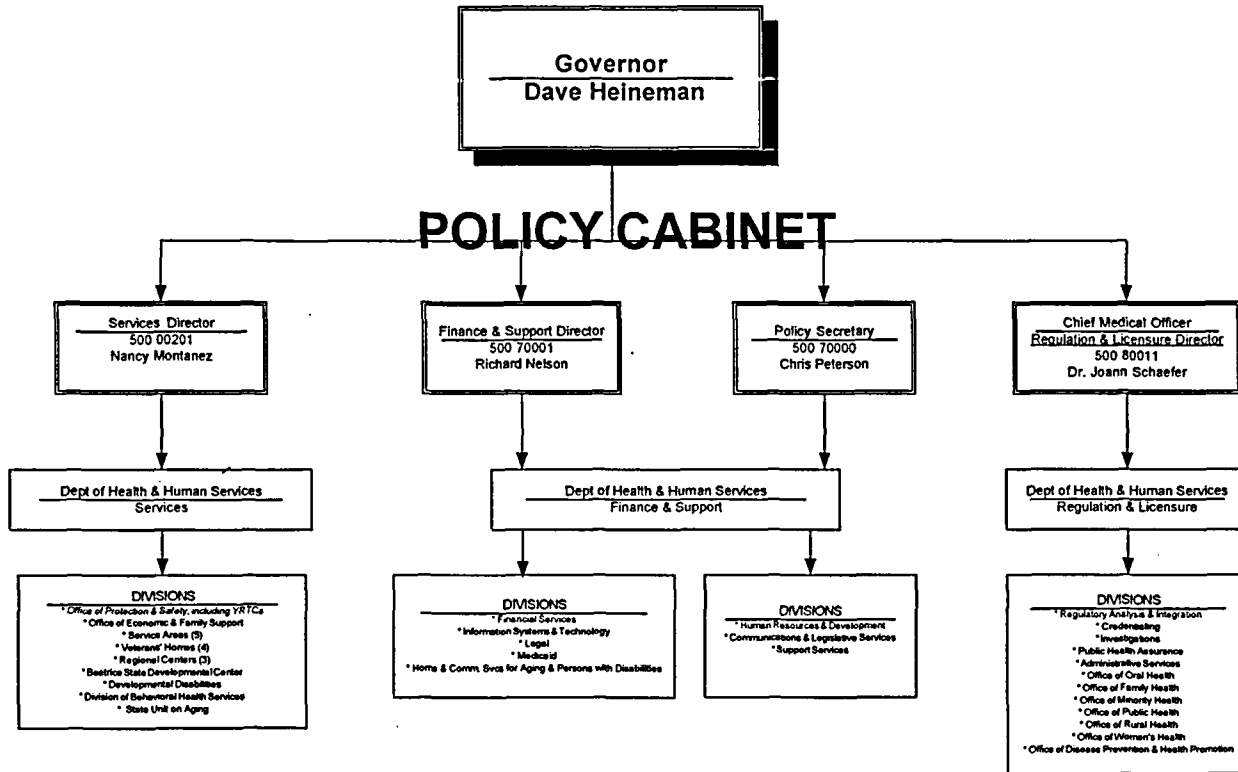 Governor
Dave Heineman
POLICY CABINET
Services Director
500 00201
Nancy Montanez
Finance & Support Director
500 70001
Richard Nelson
Policy Secretary
500 70000
Chris Peterson
Chief Medical Officer
Regulation & Licensure Director
500 80011
Dr. Joann Schaefer
Dept of Health & Human Services
Services
Dept of Health & Human Services
Finance & Support
Dept of Health & Human Services
Regulation & Licensure
DIVISIONS
* Office of Protection & Safety, including YRTCs
* Office of Economic & Family Support
* Service Areas (5)
* Veterans' Homes (4)
* Regional Centers (3)
* Beatrice State Developmental Center
* Developmental Disabilities
* Division of Behavioral Health Services
* State Unit on Aging
DIVISIONS
* Financial Services
* Information Systems & Technology
* Legal
* Medicaid
* Home & Comm. Svcs for Aging & Persons with Disabilities
DIVISIONS
* Human Resources & Development
* Communications & Legislative Services
* Support Services
DIVISIONS
* Regulatory Analysis & Integration
* Credentialing
* Investigations
* Public Health Assurance
* Administrative Services
* Office of Oral Health
* Office of Family Health
* Office of Minority Health
* Office of Public Health
* Office of Rural Health
* Office of Women's Health
* Office of Disease Prevention & Health Promotion